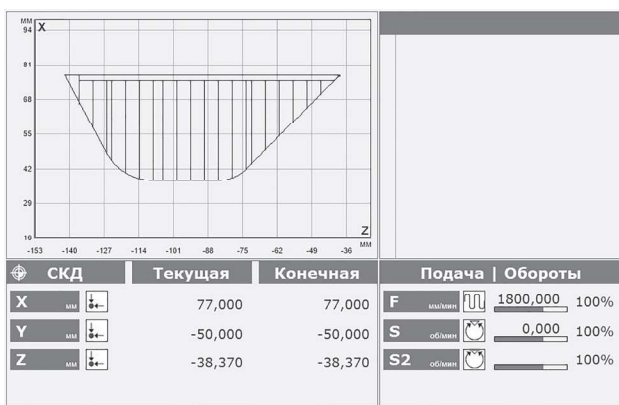 мм
94 X
81
68
55
42
29
16
Z
мм
-153 -140 -127 -114 -101 -88 -75 -62 -49 -36
СКД Текущая Конечная
X мм 77,000 77,000
Y мм -50,000 -50,000
Z мм -38,370 -38,370
Подача | Обороты
F мм/мин 1800,000 100%
S об/мин 0,000 100%
S2 об/мин 100%